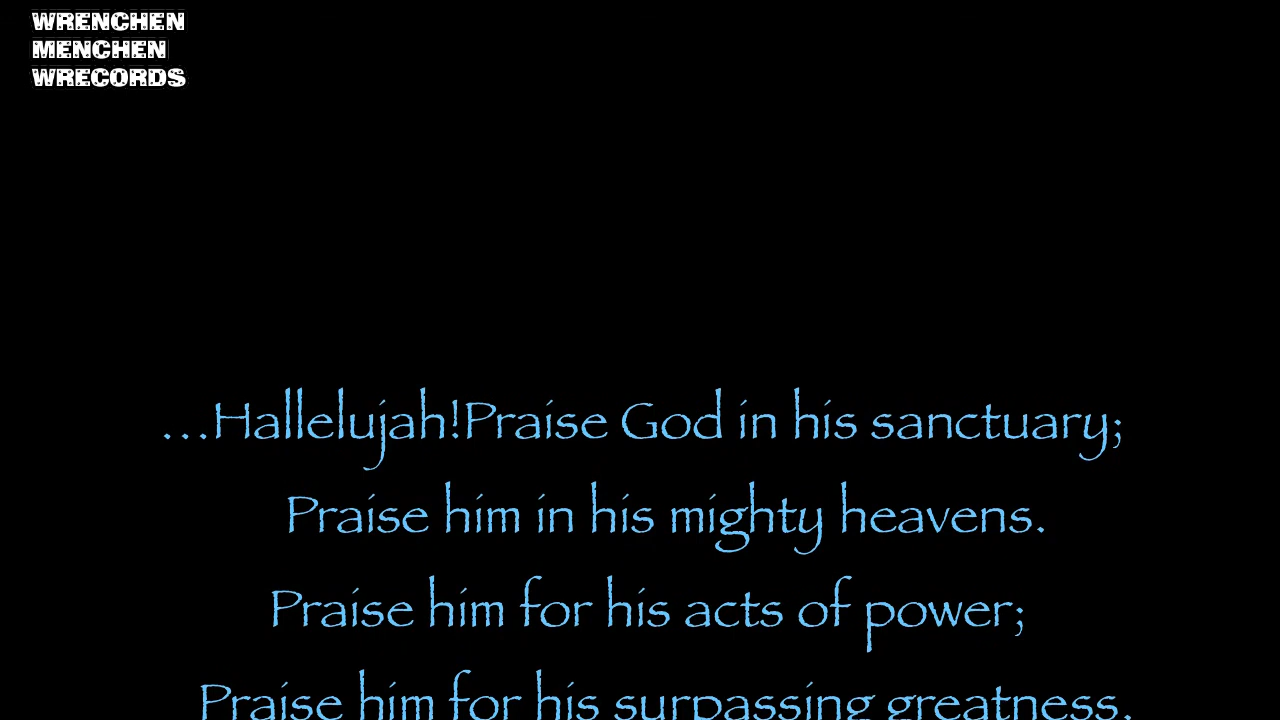 WRENCHEN
MENCHEN
WRECORDS
...Hallelujah!Praise God in his sanctuary;
Praise him in his mighty heavens.
Praise him for his acts of power;
Praise him for his surpassing greatness.